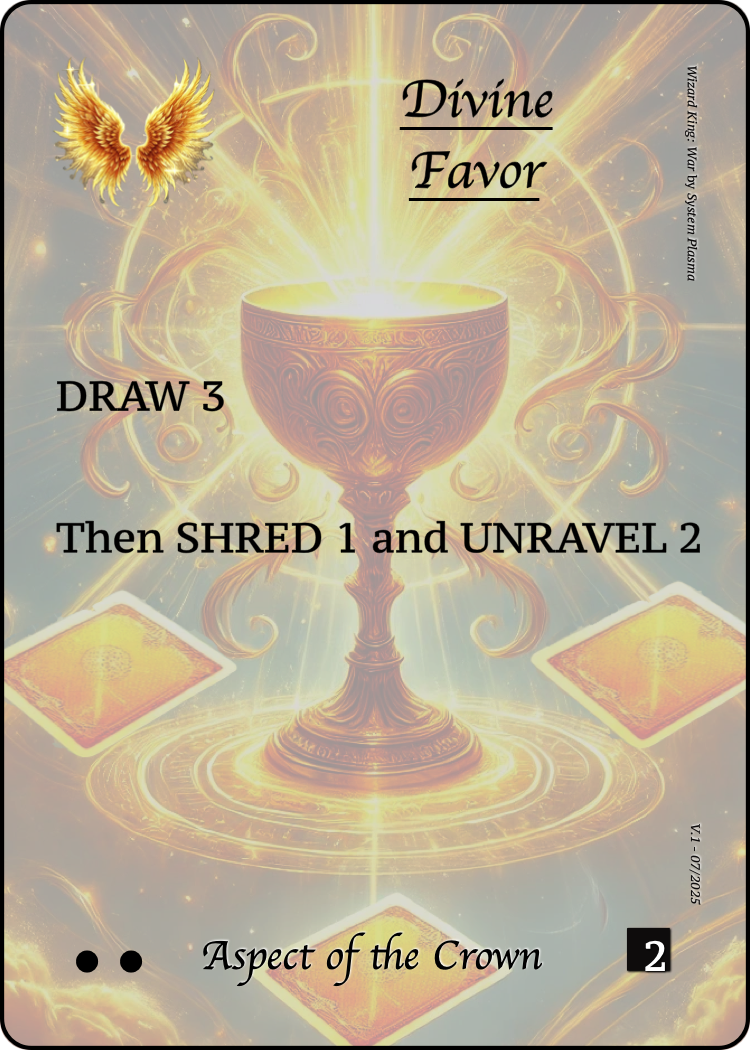 Divine
Favor
Wizard King: War by System Plasma
DRAW 3
Then SHRED 1 and UNRAVEL 2
V.1 - 07/2025
Aspect of the Crown
2